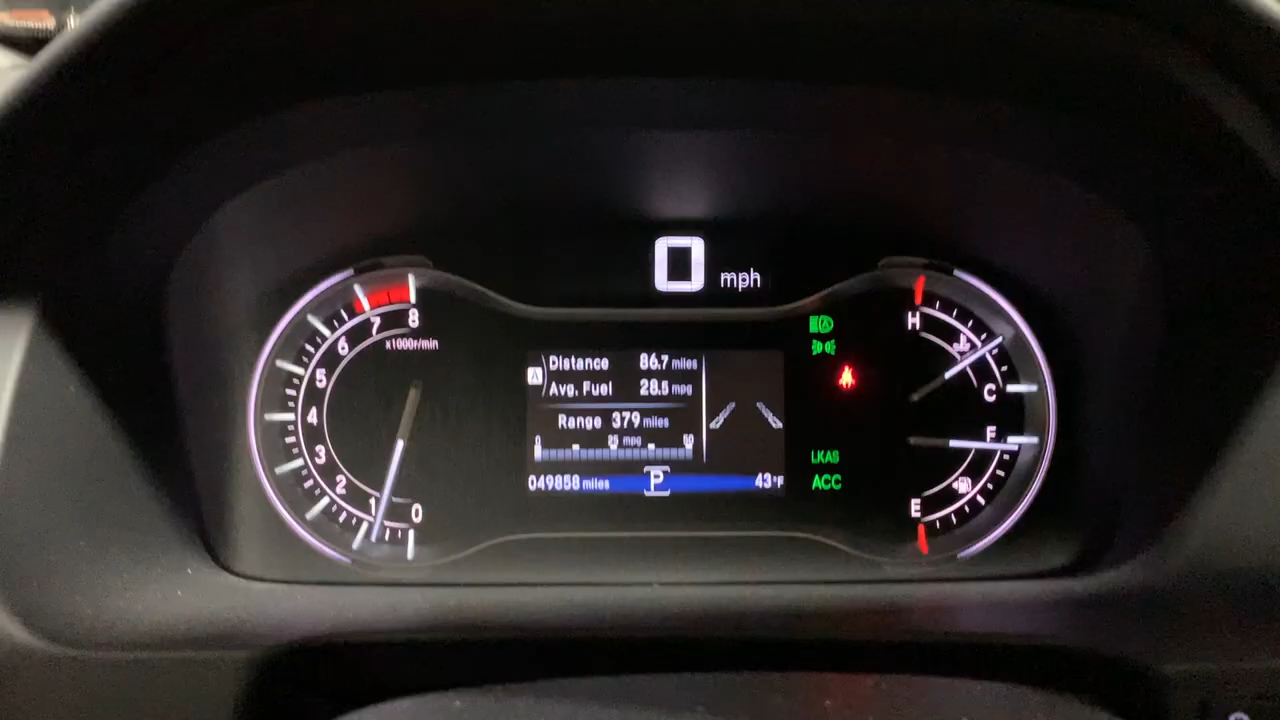 0 mph
8
7
6
5
4
3
2
1
0
x1000r/min
A
Distance 86.7 miles
Avg. Fuel 28.5 mpg
Range 379 miles
0 25 mpg 50
049858 miles P 43°F
A
LKAS
ACC
H
C
F
E